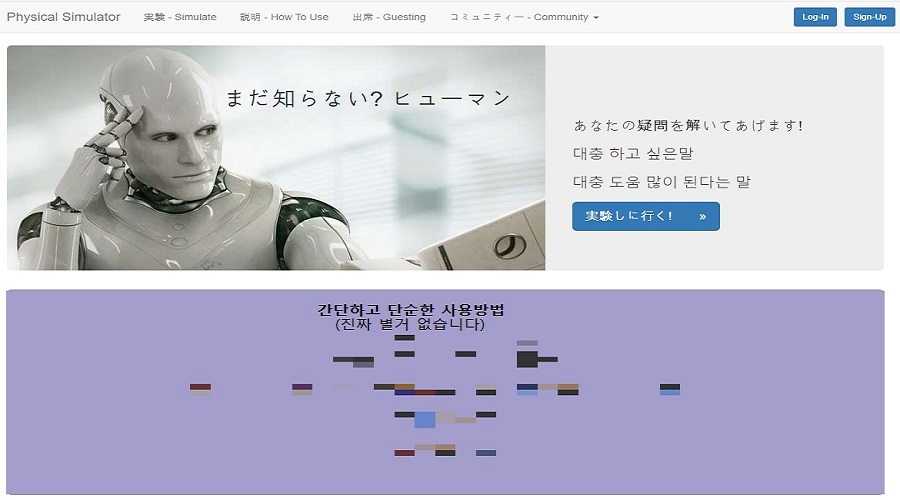 Physical Simulator
実験 - Simulate
説明 - How To Use
出席 - Guesting
コミュニティー - Community
Log-In
Sign-Up
まだ知らない? ヒューマン
あなたの疑問を解いてあげます!
대충 하고 싶은말
대충 도움 많이 된다는 말
実験しに行く! »
간단하고 단순한 사용방법
(진짜 별거 없습니다)